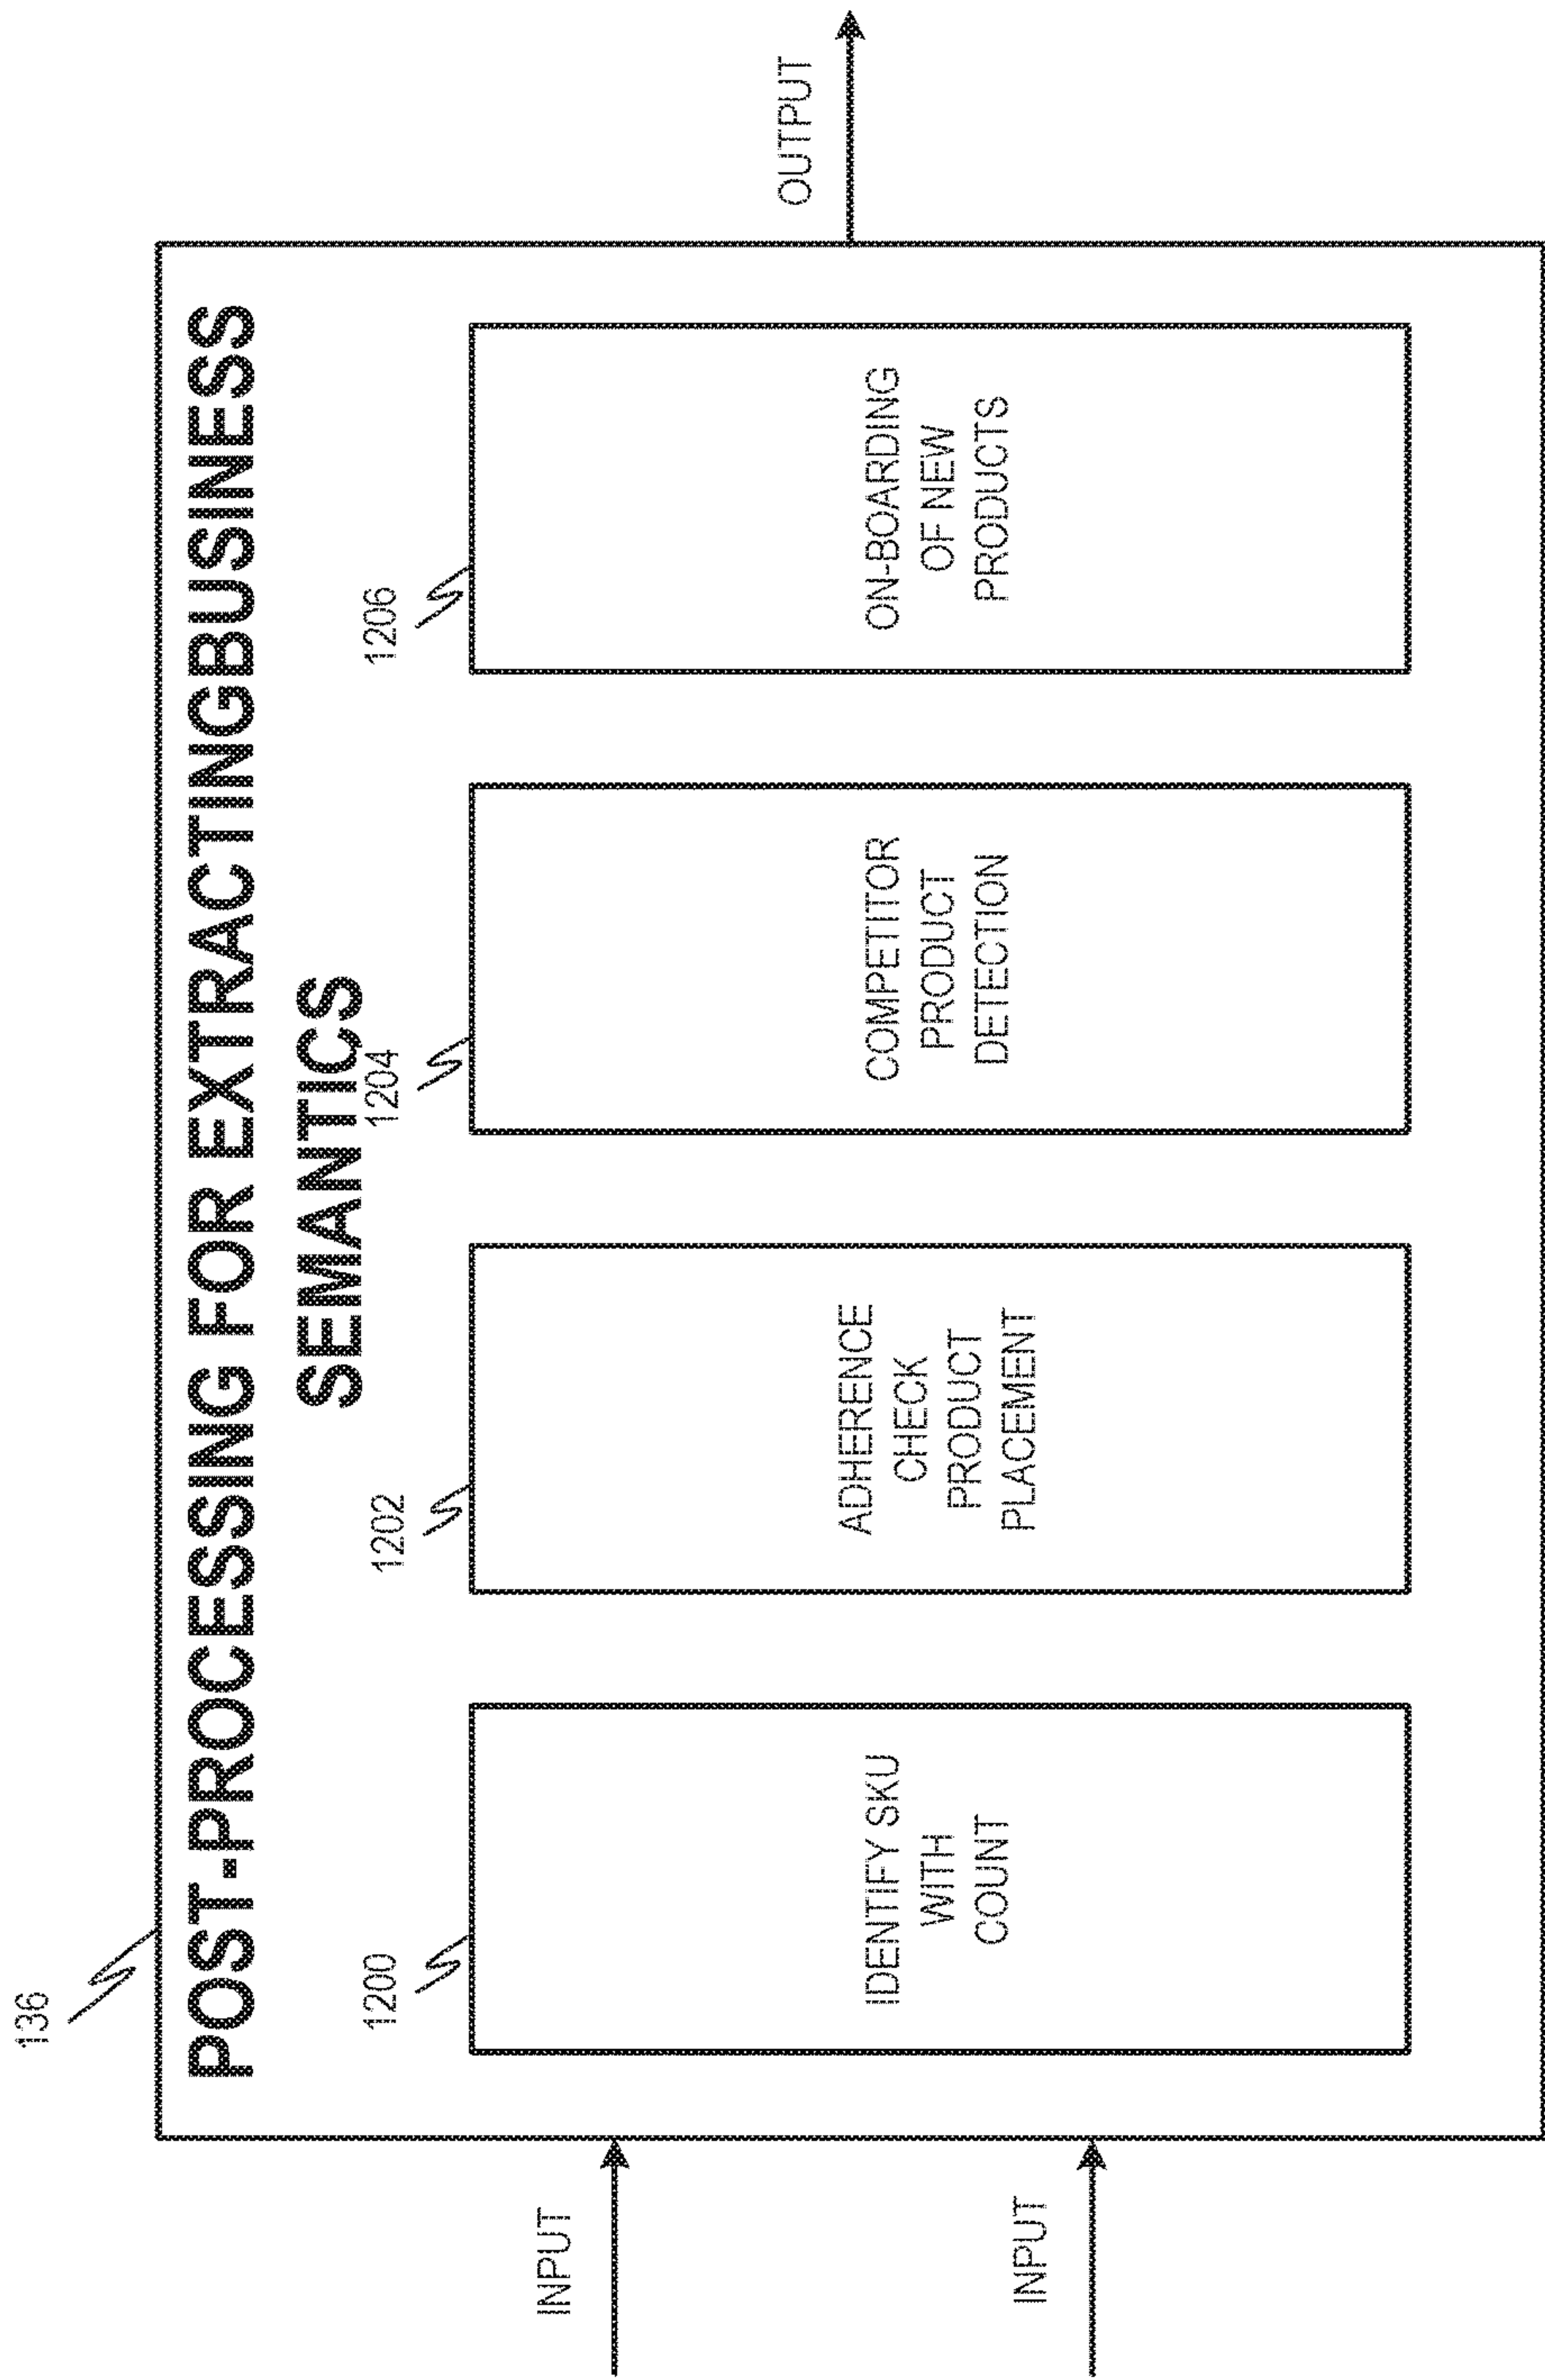 136
POST-PROCESSING FOR EXTRACTINGBUSINESS
SEMANTICS
1200
1202
1204
1206
INPUT
INPUT
IDENTIFY SKU
WITH
COUNT
ADHERENCE
CHECK
PRODUCT
PLACEMENT
COMPETITOR
PRODUCT
DETECTION
ON-BOARDING
OF NEW
PRODUCTS
OUTPUT